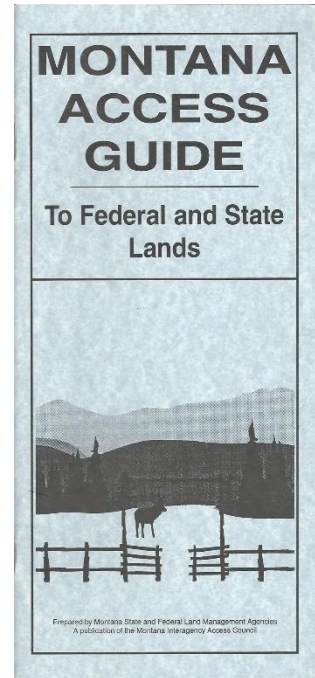 MONTANA
ACCESS
GUIDE
To Federal and State
Lands
Prepared by Montana State and Federal Land Management Agencies
A publication of the Montana Interagency Access Council